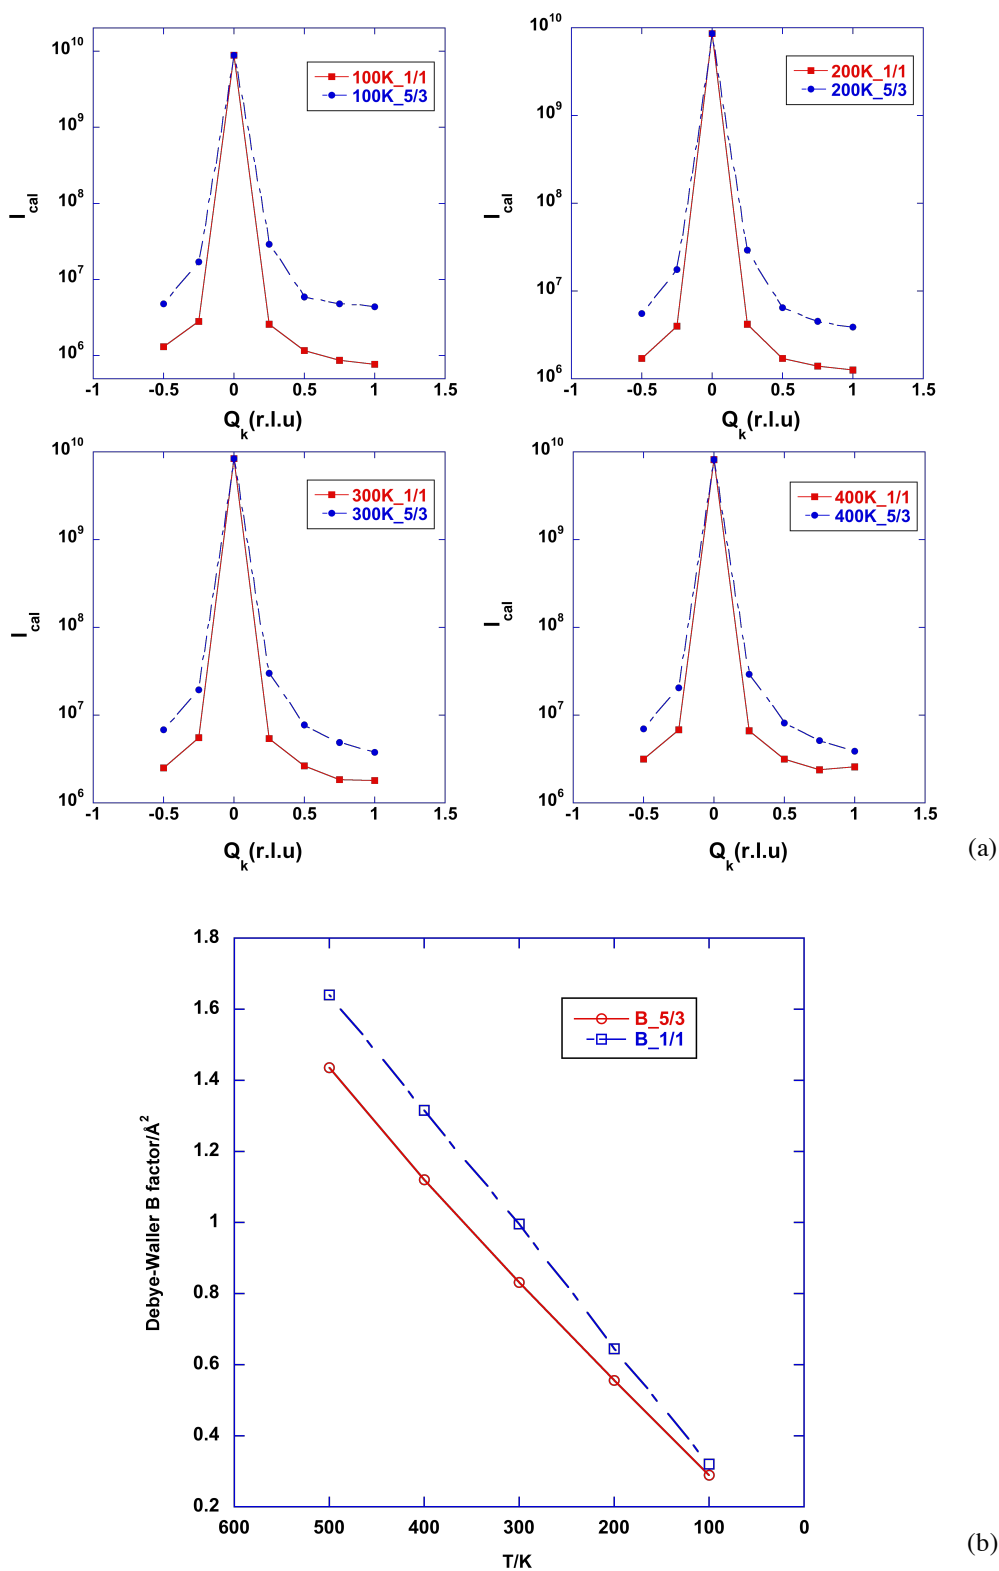 10^10
10^9
10^8
10^7
10^6
I_cal
100K_1/1
100K_5/3
-1
-0.5
0
0.5
1
1.5
Q_k(r.l.u)
10^10
10^9
10^8
10^7
10^6
I_cal
200K_1/1
200K_5/3
-1
-0.5
0
0.5
1
1.5
Q_k(r.l.u)
10^10
10^9
10^8
10^7
10^6
I_cal
300K_1/1
300K_5/3
-1
-0.5
0
0.5
1
1.5
Q_k(r.l.u)
10^10
10^9
10^8
10^7
10^6
I_cal
400K_1/1
400K_5/3
-1
-0.5
0
0.5
1
1.5
Q_k(r.l.u)
(a)
1.8
1.6
1.4
1.2
1
0.8
0.6
0.4
0.2
Debye-Waller B factor/Å²
B_5/3
B_1/1
600
500
400
300
200
100
0
T/K
(b)